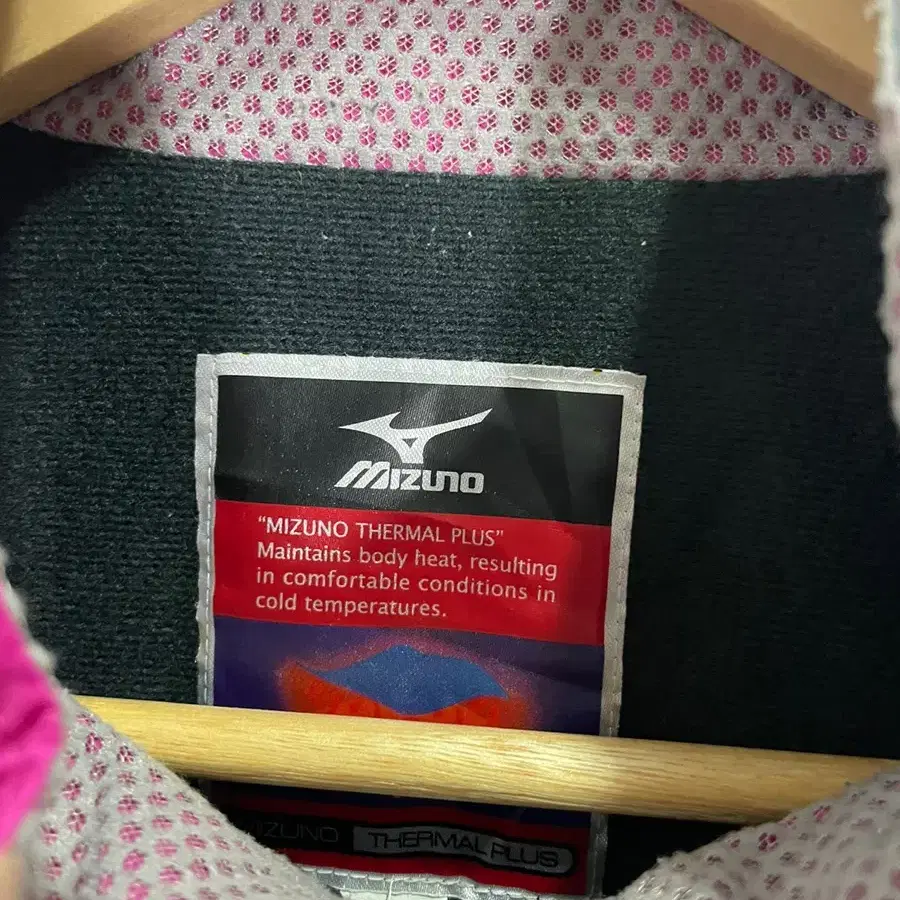 MIZUNO
"MIZUNO THERMAL PLUS"
Maintains body heat, resulting
in comfortable conditions in
cold temperatures.
MIZUNO THERMAL PLUS